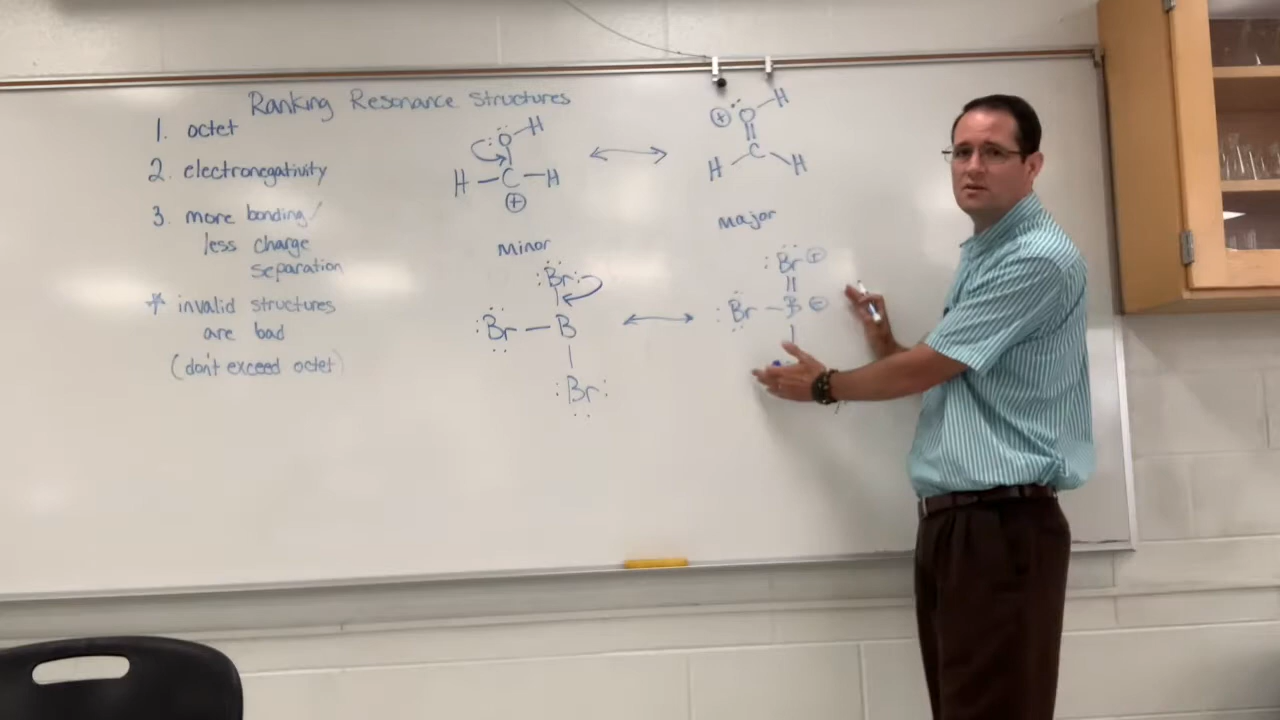 Ranking Resonance Structures
1. octet
2. electronegativity
3. more bonding/
less charge
separation
* invalid structures
are bad
(don't exceed octet)
:O-H
H-C-H
⊕
Minor
⊕ :O-H
H C H
Major
:Br:
:Br-B
:Br:
:Br ⊕
:Br-B ⊖